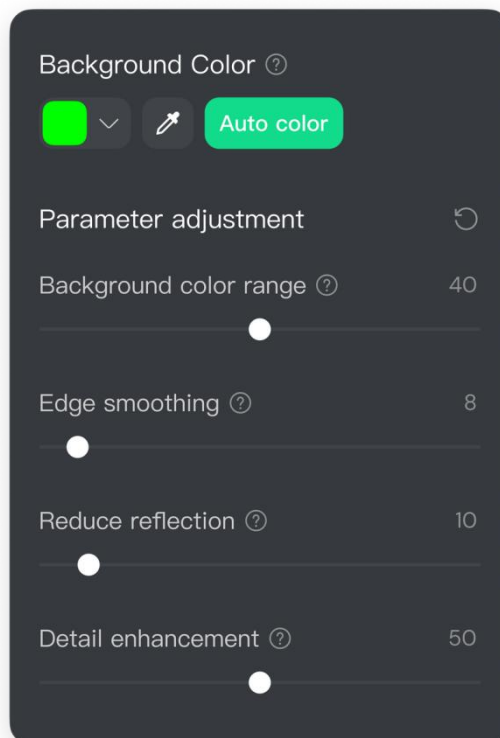 Background Color ?
Auto color
Parameter adjustment
Background color range ? 40
Edge smoothing ? 8
Reduce reflection ? 10
Detail enhancement ? 50